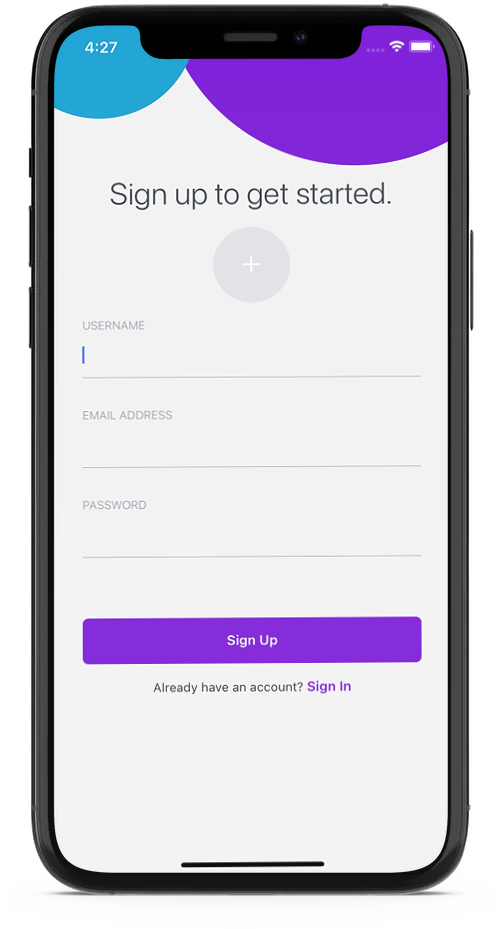 4:27
Sign up to get started.
USERNAME
EMAIL ADDRESS
PASSWORD
Sign Up
Already have an account? Sign In